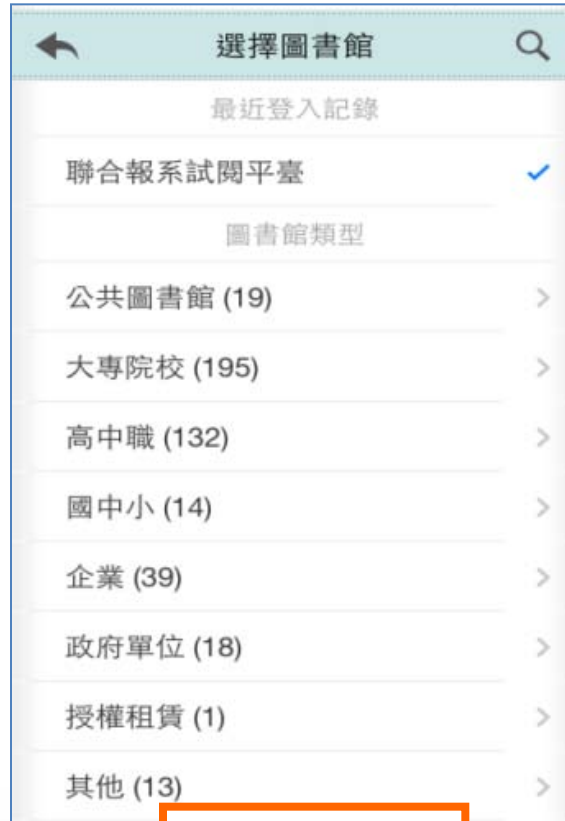 選擇圖書館
最近登入記錄
聯合報系試閱平臺
圖書館類型
公共圖書館 (19)
大專院校 (195)
高中職 (132)
國中小 (14)
企業 (39)
政府單位 (18)
授權租賃 (1)
其他 (13)